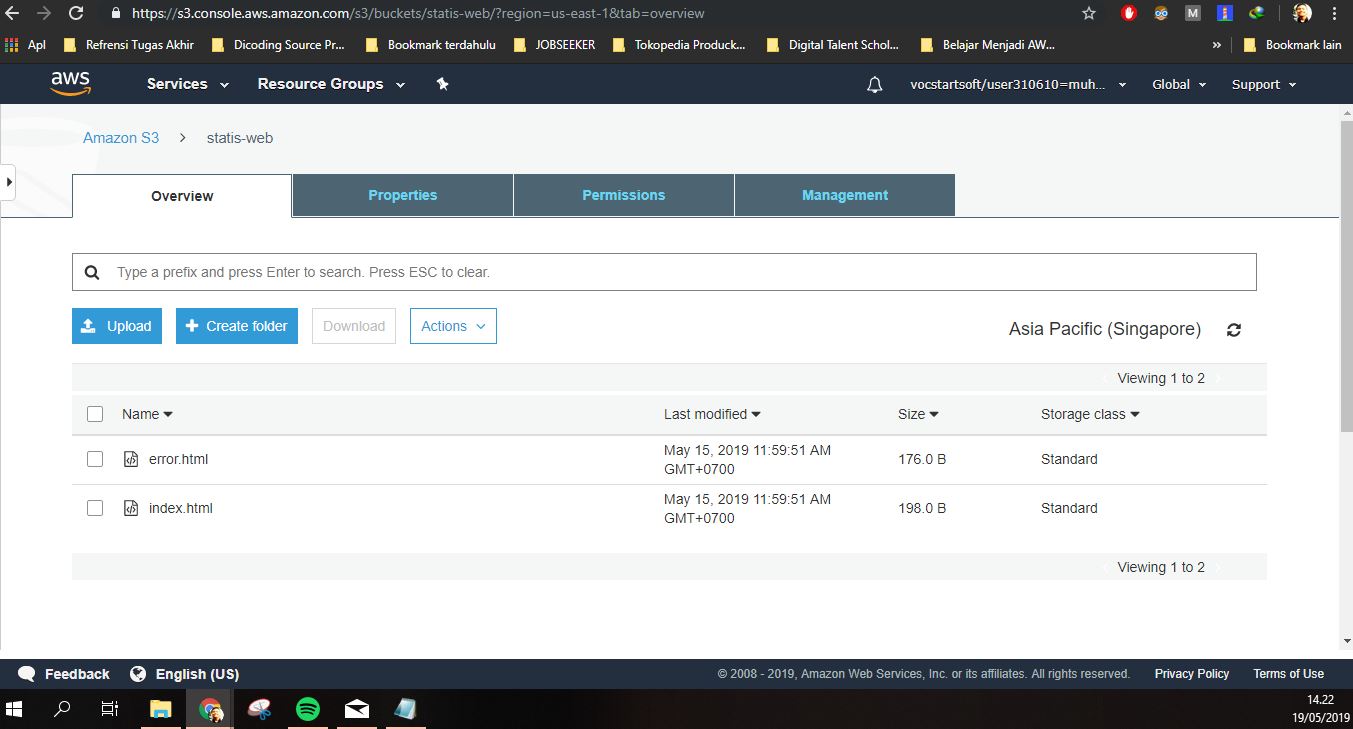 https://s3.console.aws.amazon.com/s3/buckets/statis-web/?region=us-east-1&tab=overview
M
Apl Refrensi Tugas Akhir Dicoding Source Pr... Bookmark terdahulu JOBSEEKER Tokopedia Produck... Digital Talent Schol... Belajar Menjadi AW... » Bookmark lain
aws Services Resource Groups vocstartsoft/user310610=muh... Global Support
Amazon S3 > statis-web
Overview Properties Permissions Management
Type a prefix and press Enter to search. Press ESC to clear.
Upload + Create folder Download Actions Asia Pacific (Singapore)
Viewing 1 to 2
Name Last modified Size Storage class
error.html May 15, 2019 11:59:51 AM GMT+0700 176.0 B Standard
index.html May 15, 2019 11:59:51 AM GMT+0700 198.0 B Standard
Viewing 1 to 2
Feedback English (US) © 2008 - 2019, Amazon Web Services, Inc. or its affiliates. All rights reserved. Privacy Policy Terms of Use
14.22
19/05/2019